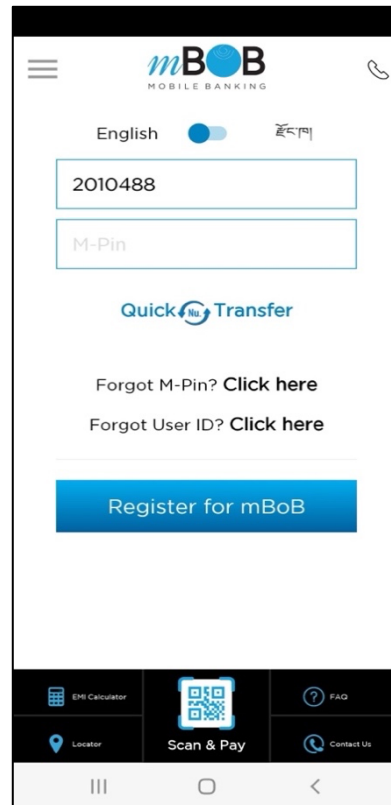 mBOB
MOBILE BANKING
English རྫོང་ཁ།
2010488
M-Pin
Quick Nu. Transfer
Forgot M-Pin? Click here
Forgot User ID? Click here
Register for mBoB
EMI Calculator
? FAQ
Locator
Scan & Pay
Contact Us